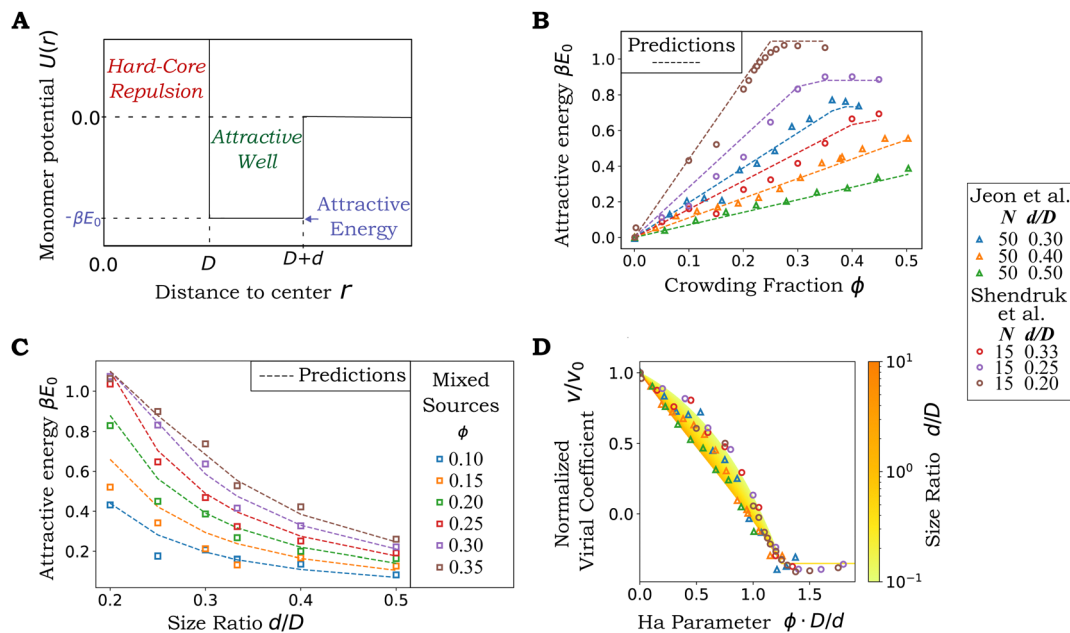 A
Monomer potential U(r)
Hard-Core
Repulsion
0.0
Attractive
Well
-βE₀
Attractive
Energy
0.0
D
D+d
Distance to center r
B
Attractive energy βE₀
Predictions
1.0
0.8
0.6
0.4
0.2
0.0
0.0 0.1 0.2 0.3 0.4 0.5
Crowding Fraction ϕ
Jeon et al.
N d/D
50 0.30
50 0.40
50 0.50
Shendruk
et al.
N d/D
15 0.33
15 0.25
15 0.20
C
Attractive energy βE₀
Predictions
1.0
0.8
0.6
0.4
0.2
0.2 0.3 0.4 0.5
Size Ratio d/D
Mixed
Sources
ϕ
0.10
0.15
0.20
0.25
0.30
0.35
D
Normalized
Virial Coefficient v/v₀
1.0
0.5
0.0
0.0 0.5 1.0 1.5
Ha Parameter ϕ · D/d
10¹
10⁰
10⁻¹
Size Ratio d/D